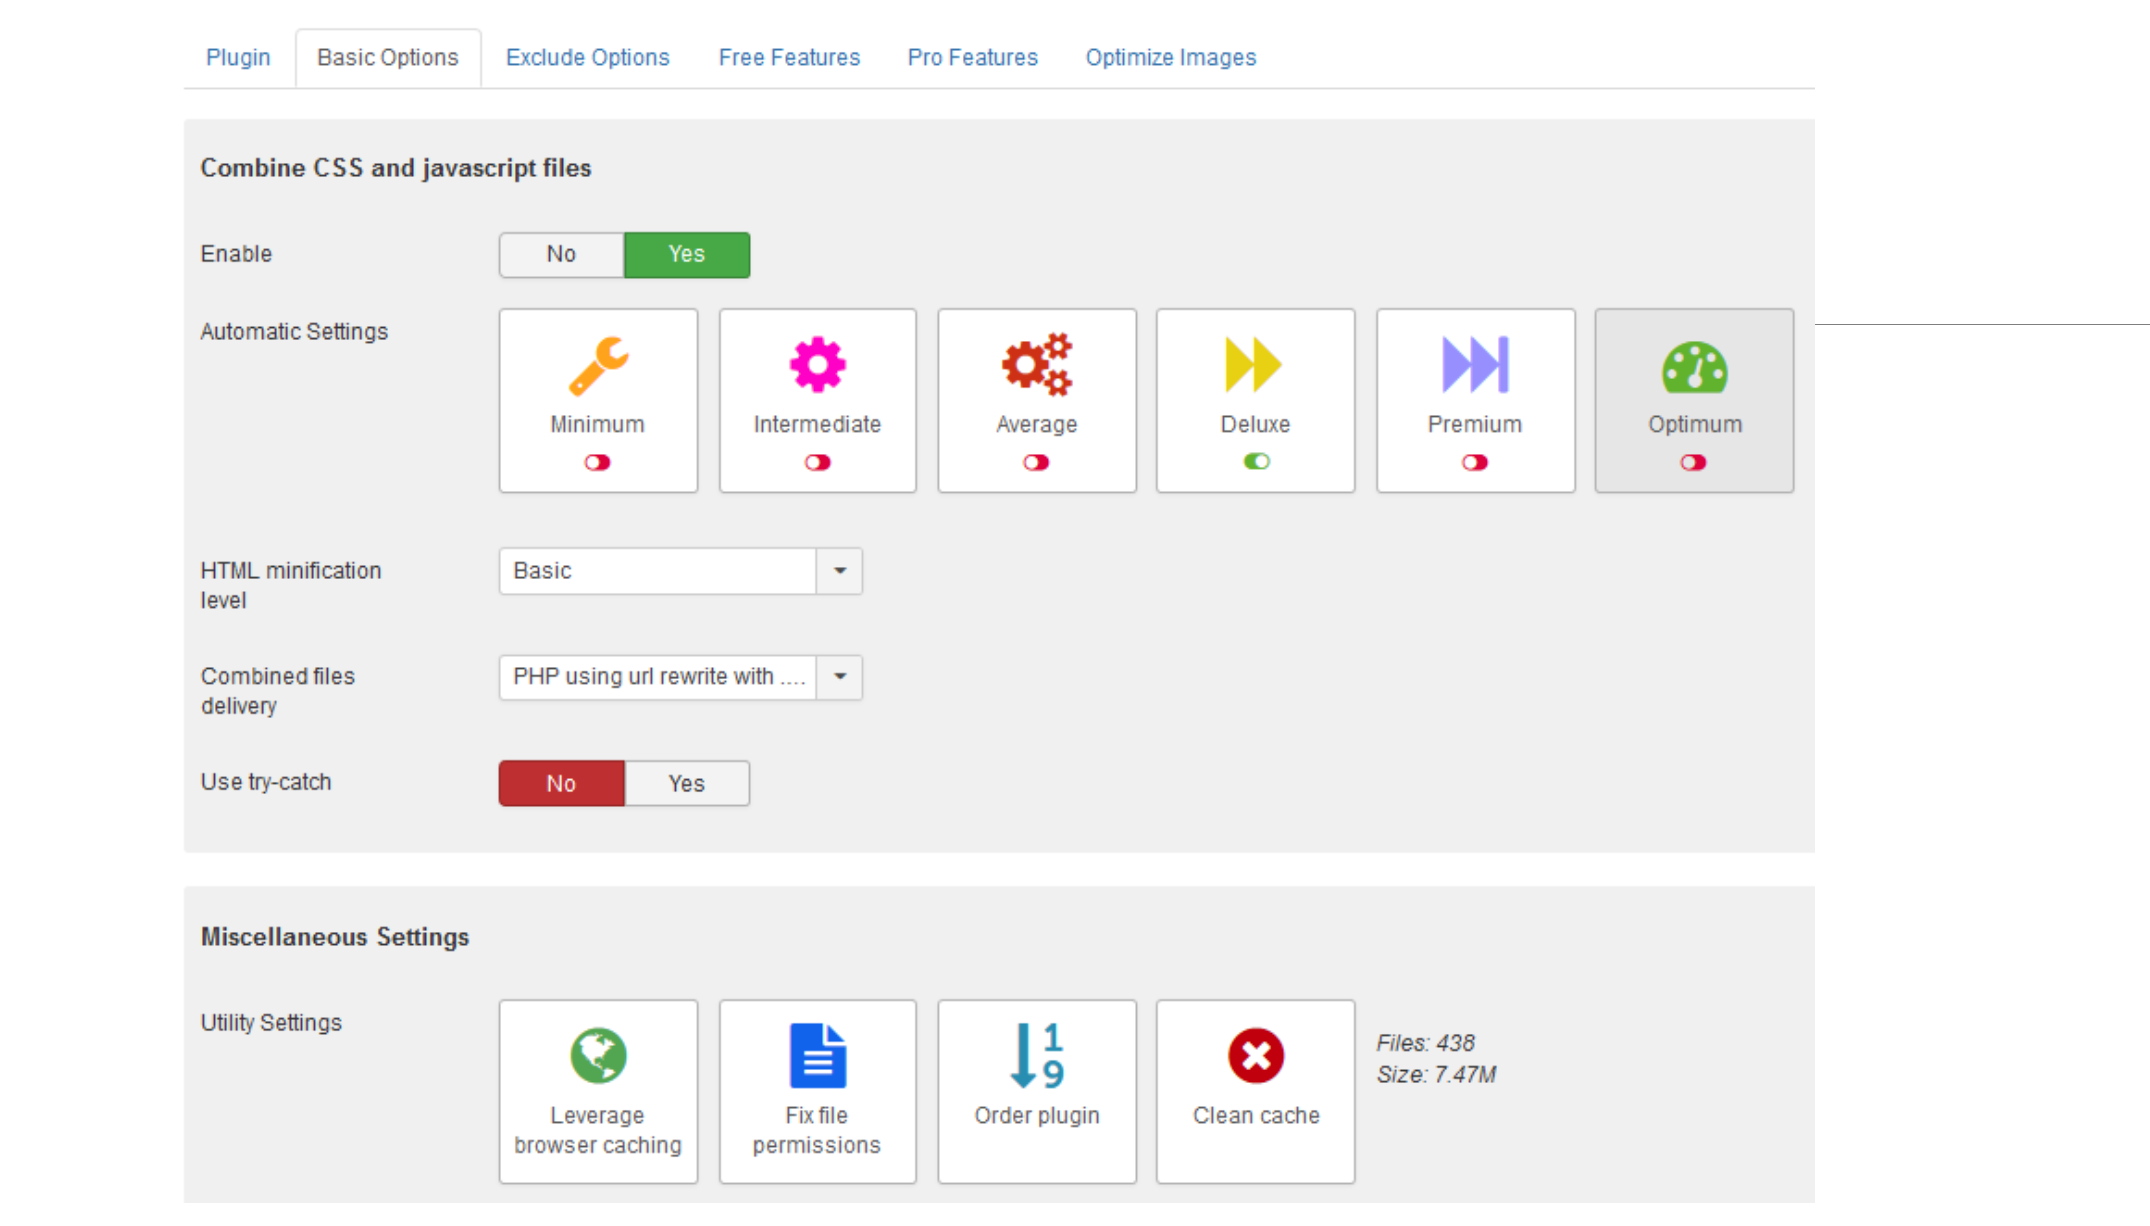 Plugin Basic Options Exclude Options Free Features Pro Features Optimize Images
Combine CSS and javascript files
Enable No Yes
Automatic Settings
Minimum Intermediate Average Deluxe Premium Optimum
HTML minification
level
Basic
Combined files
delivery
PHP using url rewrite with ....
Use try-catch No Yes
Miscellaneous Settings
Utility Settings
1
9
Leverage
browser caching
Fix file
permissions
Order plugin
Clean cache
Files: 438
Size: 7.47M